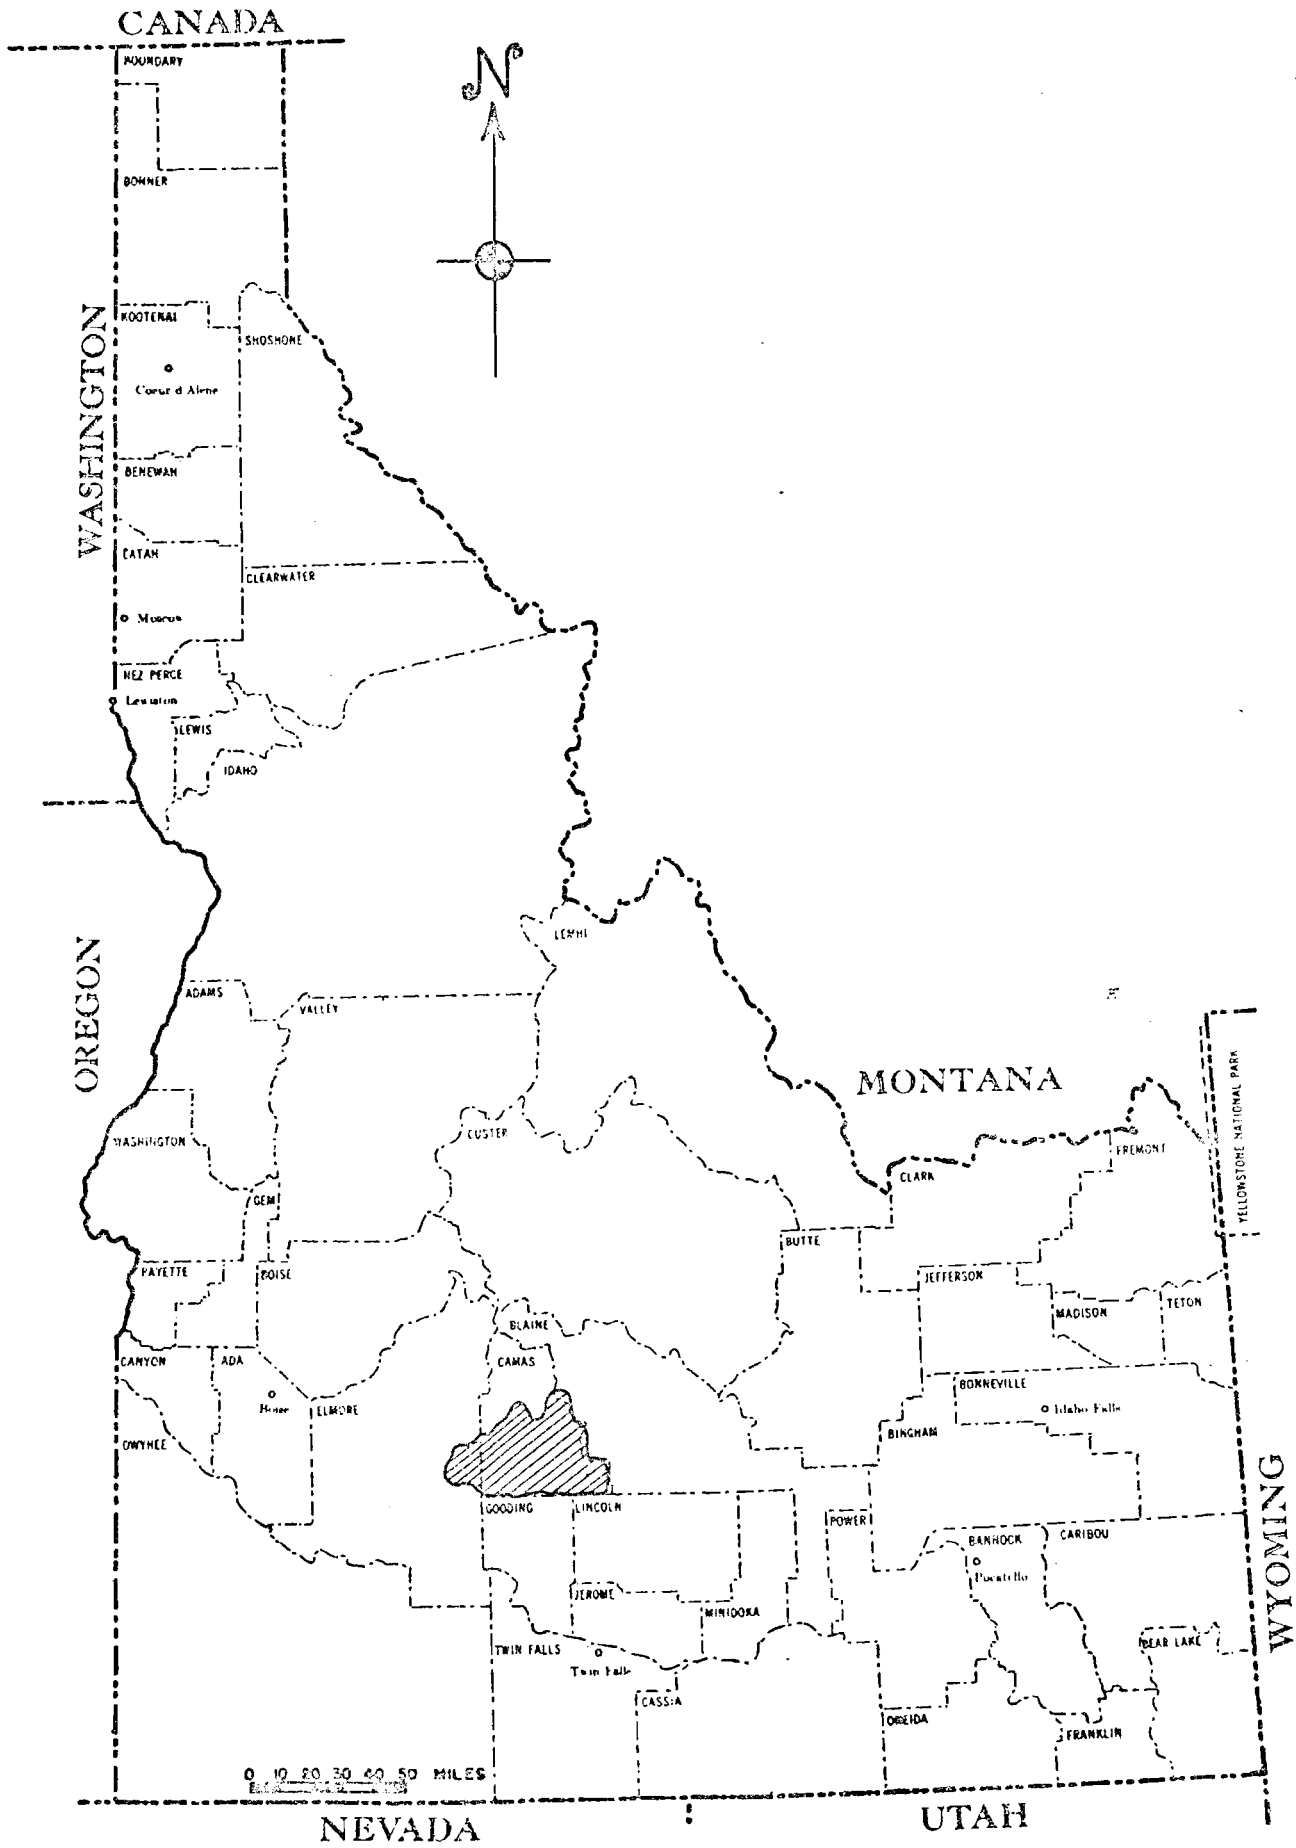 CANADA
N
BOUNDARY
BONNER
WASHINGTON
KOOTENAI
SHOSHONE
Coeur d'Alene
BENEWAH
LATAH
CLEARWATER
Moscow
NEZ PERCE
Lewiston
LEWIS
IDAHO
OREGON
LEMHI
ADAMS
VALLEY
MONTANA
YELLOWSTONE NATIONAL PARK
WASHINGTON
CUSTER
FREMONT
CLARK
GEM
BUTTE
PAYETTE
BOISE
JEFFERSON
MADISON
TETON
BLAINE
CANYON
ADA
CAMAS
BONNEVILLE
Boise
ELMORE
Idaho Falls
OWYHEE
BINGHAM
GOODING
LINCOLN
POWER
BANNOCK
CARIBOU
Pocatello
WYOMING
JEROME
MINIDOKA
TWIN FALLS
Twin Falls
BEAR LAKE
CASSIA
ONEIDA
FRANKLIN
0 10 20 30 40 50 MILES
NEVADA
UTAH